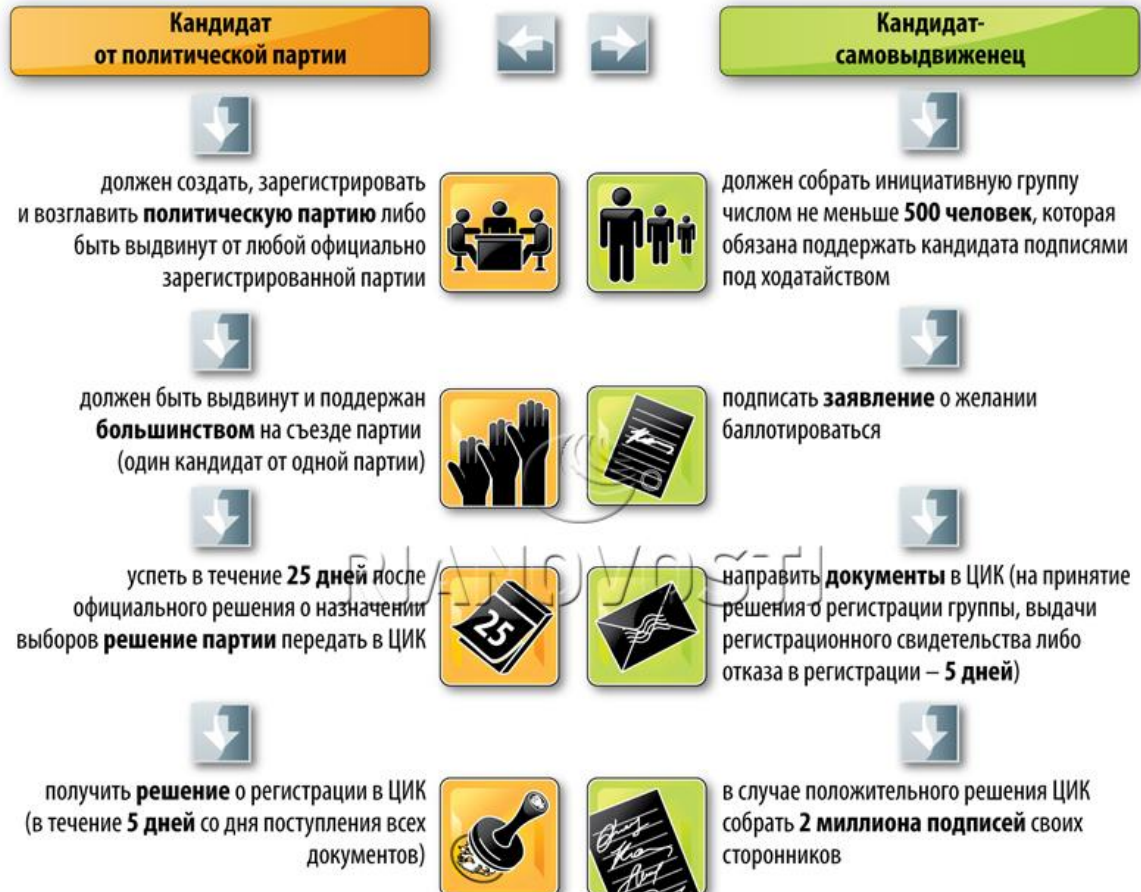 Кандидат
от политической партии
должен создать, зарегистрировать
и возглавить политическую партию либо
быть выдвинут от любой официально
зарегистрированной партии
должен быть выдвинут и поддержан
большинством на съезде партии
(один кандидат от одной партии)
успеть в течение 25 дней после
официального решения о назначении
выборов решение партии передать в ЦИК
25
получить решение о регистрации в ЦИК
(в течение 5 дней со дня поступления всех
документов)
Кандидат-
самовыдвиженец
должен собрать инициативную группу
числом не меньше 500 человек, которая
обязана поддержать кандидата подписями
под ходатайством
подписать заявление о желании
баллотироваться
направить документы в ЦИК (на принятие
решения о регистрации группы, выдачи
регистрационного свидетельства либо
отказа в регистрации – 5 дней)
в случае положительного решения ЦИК
собрать 2 миллиона подписей своих
сторонников
RIANOVOSTI